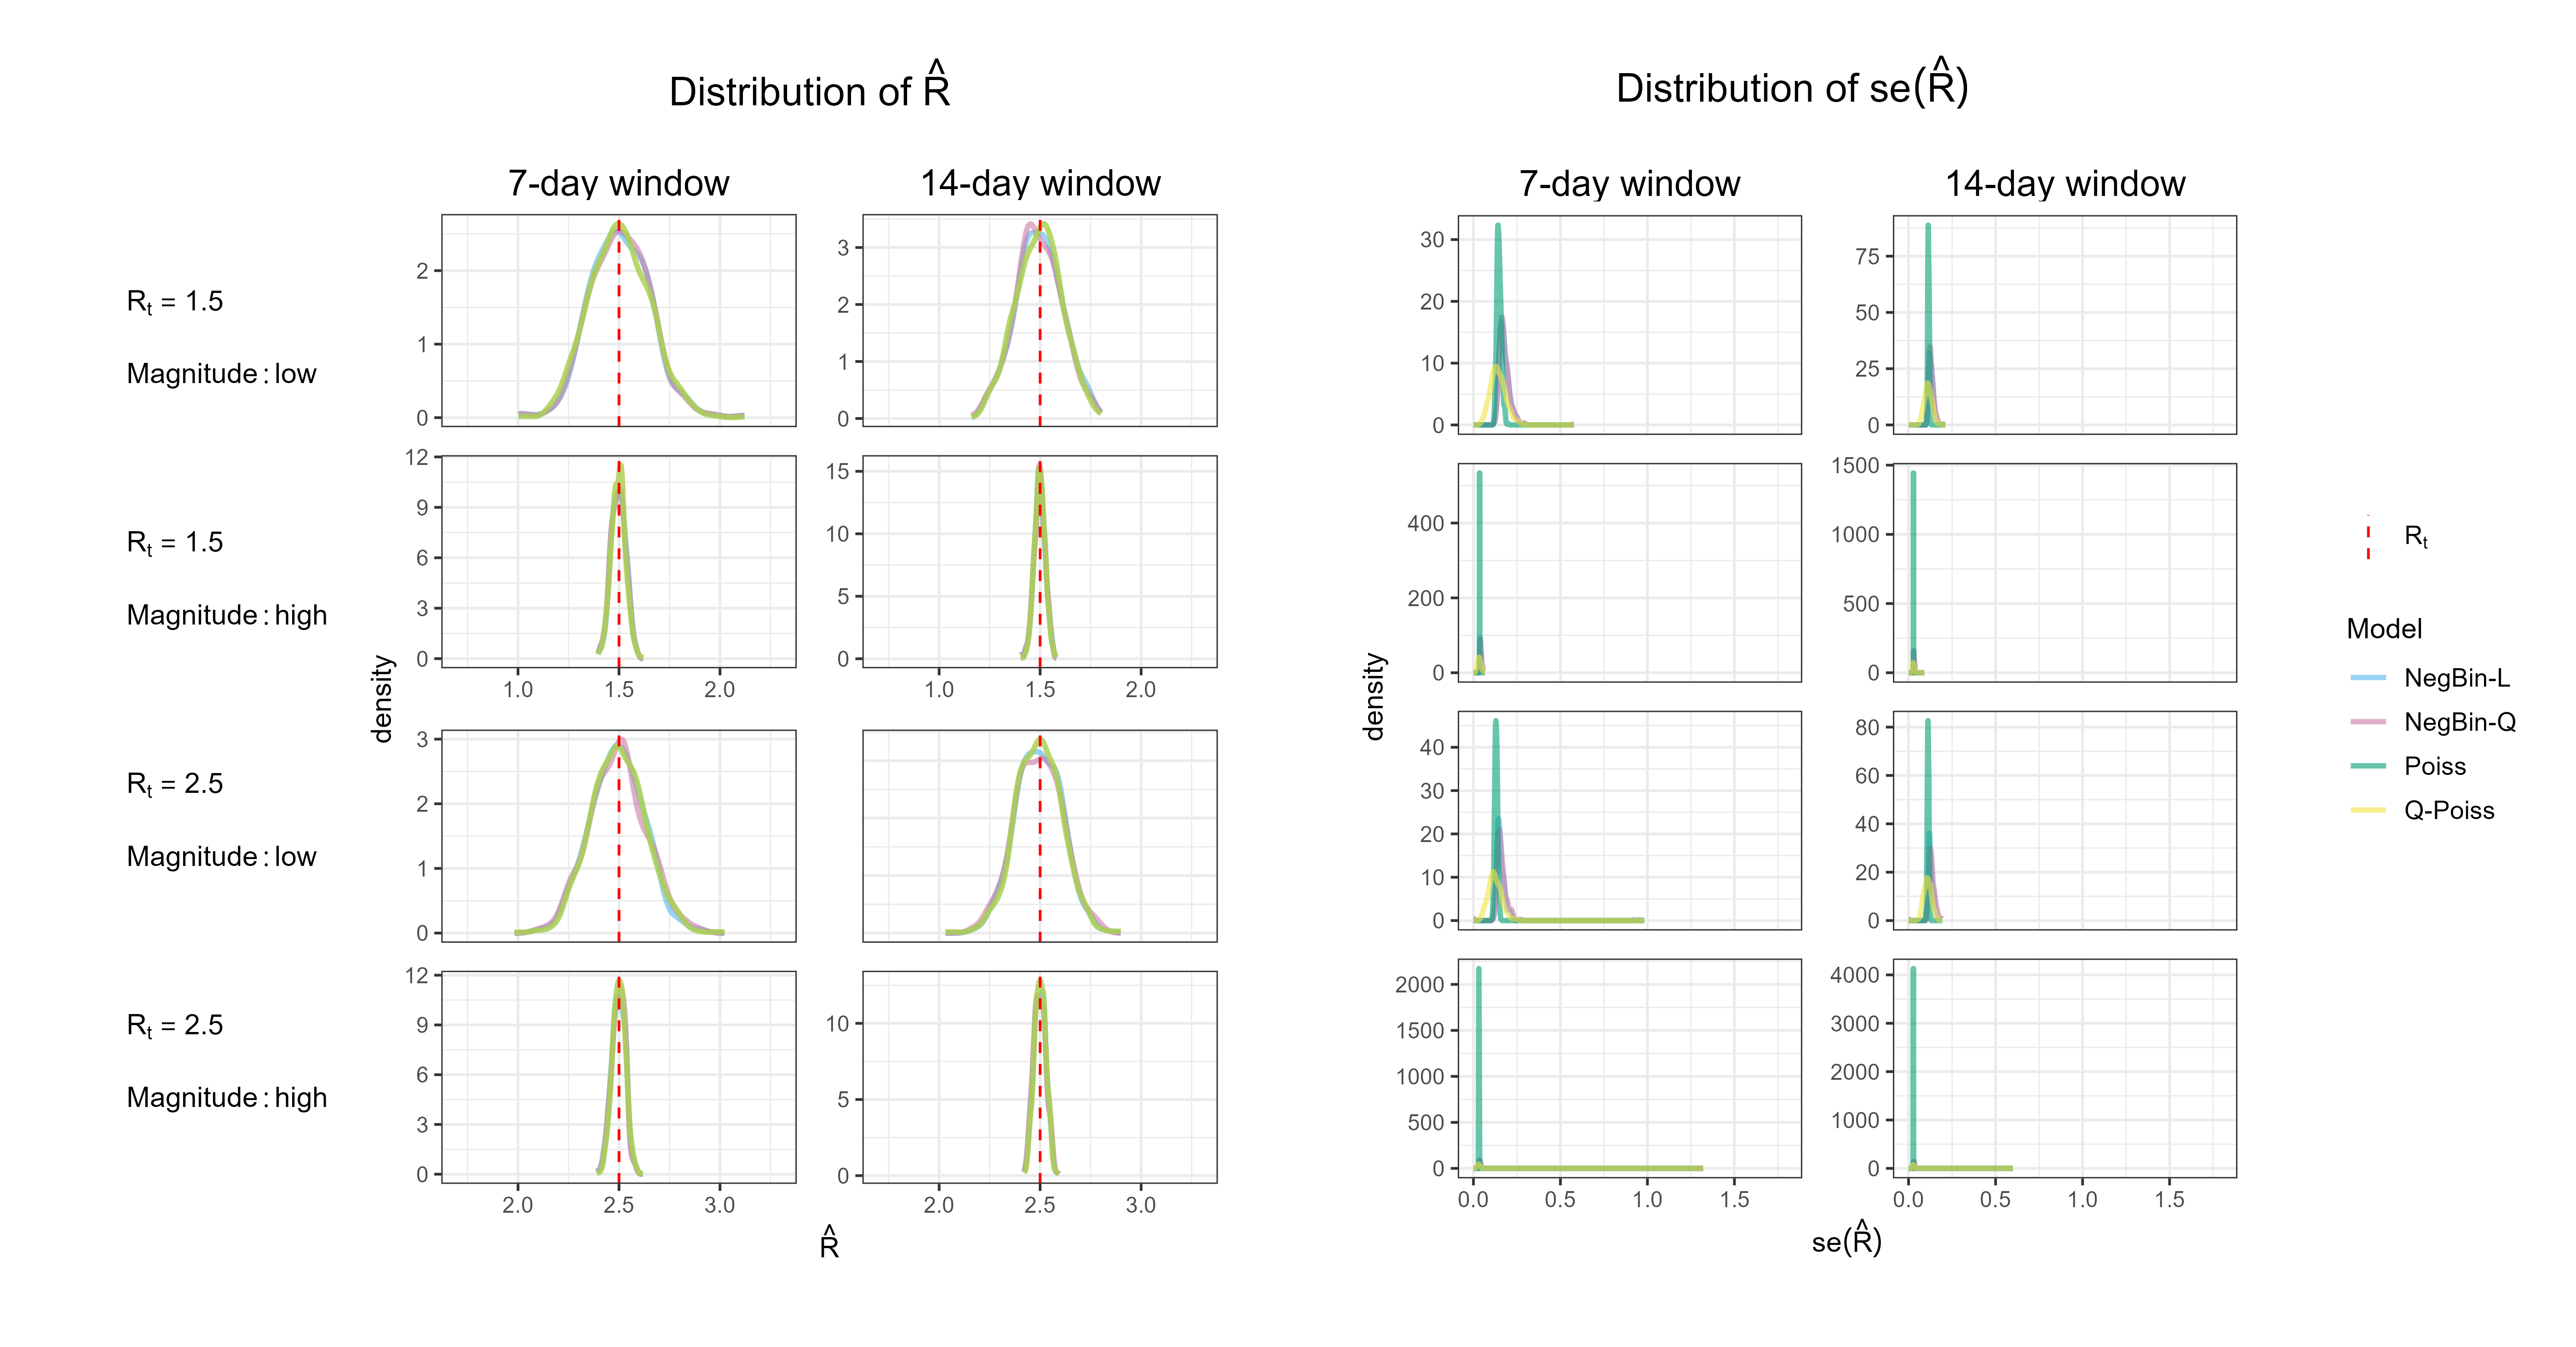 Distribution of R̂
Distribution of se(R̂)
7-day window
14-day window
7-day window
14-day window
Rₜ = 1.5
Magnitude : low
Rₜ = 1.5
Magnitude : high
Rₜ = 2.5
Magnitude : low
Rₜ = 2.5
Magnitude : high
density
2
1
0
3
2
1
0
12
9
6
3
0
1.0 1.5 2.0
15
10
5
0
1.0 1.5 2.0
3
2
1
0
12
9
6
3
0
2.0 2.5 3.0
10
5
0
2.0 2.5 3.0
R̂
density
30
20
10
0
75
50
25
0
400
200
0
1500
1000
500
0
40
30
20
10
0
80
60
40
20
0
2000
1500
1000
500
0
0.0 0.5 1.0 1.5
4000
3000
2000
1000
0
0.0 0.5 1.0 1.5
se(R̂)
Rₜ
Model
NegBin-L
NegBin-Q
Poiss
Q-Poiss